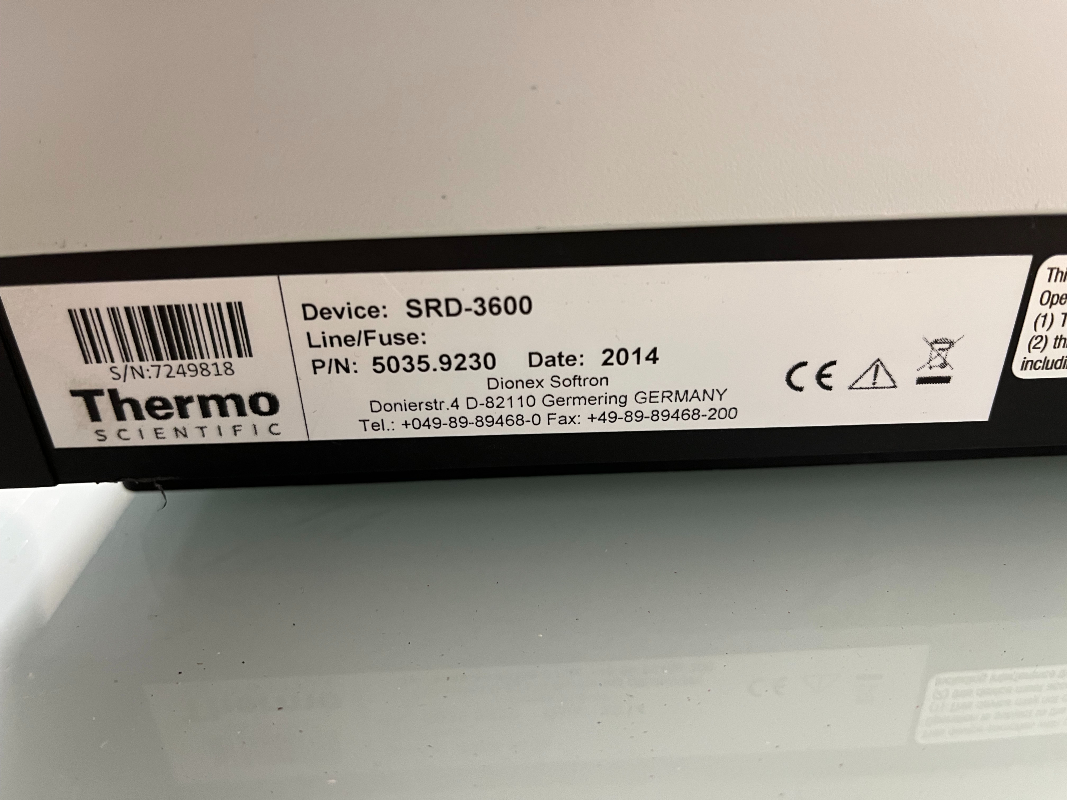 S/N:7249818
Thermo
SCIENTIFIC
Device: SRD-3600
Line/Fuse:
P/N: 5035.9230 Date: 2014
Dionex Softron
Donierstr.4 D-82110 Germering GERMANY
Tel.: +049-89-89468-0 Fax: +49-89-89468-200
CE
Thi
Ope
(1) T
(2) th
includi